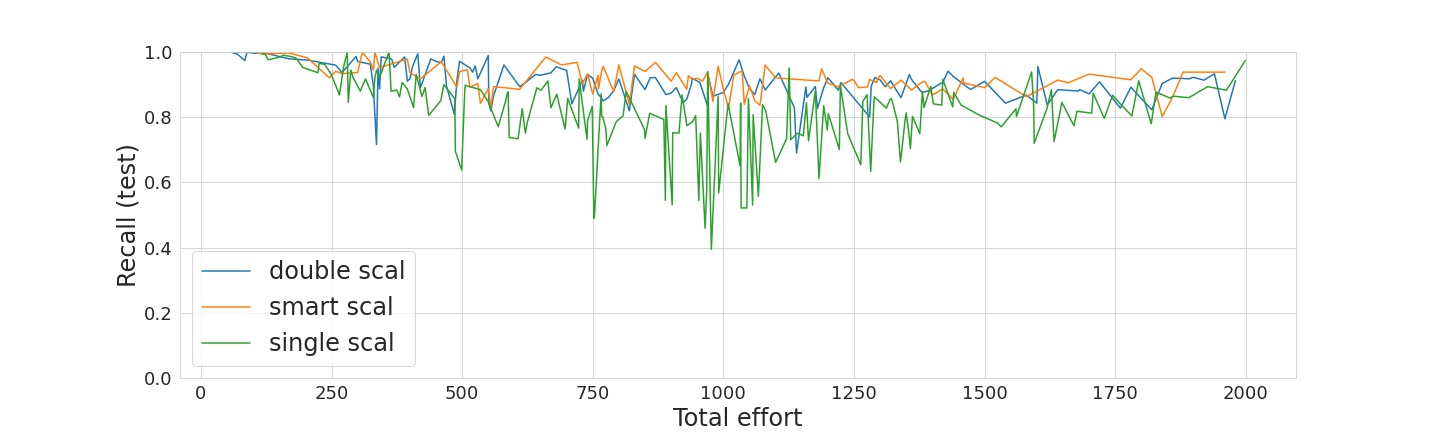 1.0
0.8
0.6
0.4
0.2
0.0
Recall (test)
double scal
smart scal
single scal
0 250 500 750 1000 1250 1500 1750 2000
Total effort